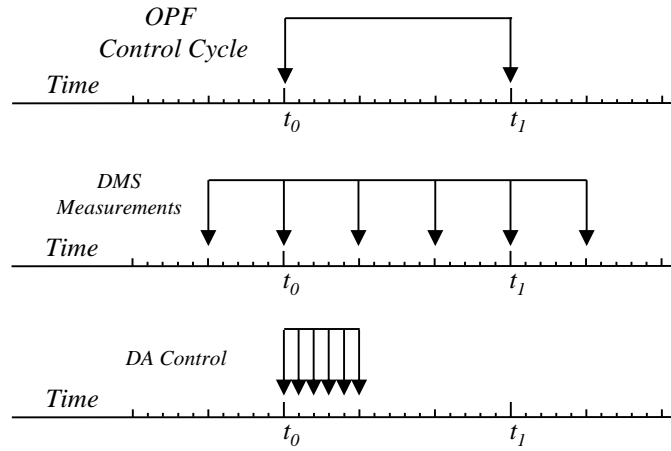 OPF
Control Cycle
Time
t0 t1
DMS
Measurements
Time
t0 t1
DA Control
Time
t0 t1